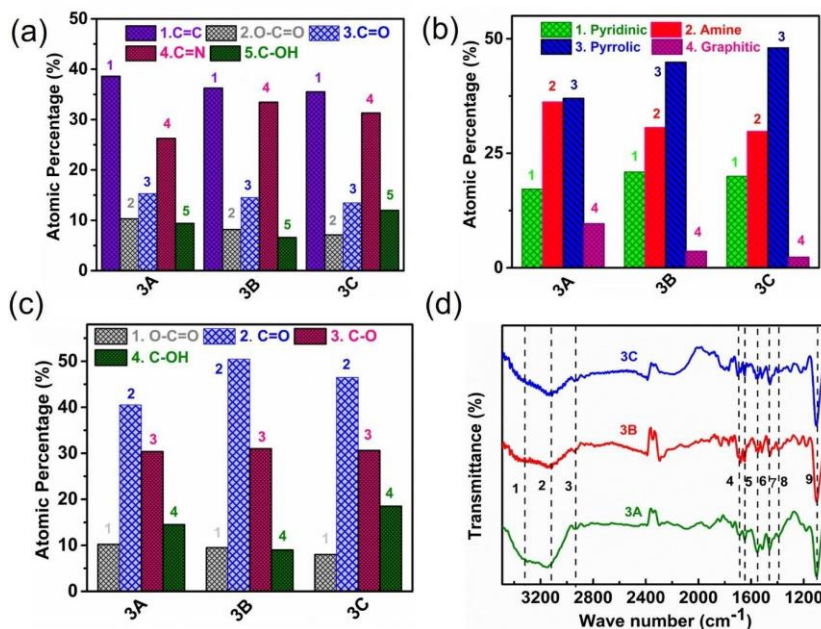 (a)
1.C=C 2.O-C=O 3.C=O
4.C=N 5.C-OH
Atomic Percentage (%)
50
40
30
20
10
0
1 2 3 4 5
1 2 3 4 5
1 2 3 4 5
3A 3B 3C
(b)
1. Pyridinic 2. Amine
3. Pyrrolic 4. Graphitic
Atomic Percentage (%)
50
25
0
1 2 3 4
1 2 3 4
1 2 3 4
3A 3B 3C
(c)
1. O-C=O 2. C=O 3. C-O
4. C-OH
Atomic Percentage (%)
50
40
30
20
10
0
1 2 3 4
1 2 3 4
1 2 3 4
3A 3B 3C
(d)
Transmittance (%)
3C
3B
1 2 3 4 5 6 7 8 9
3A
3200 2800 2400 2000 1600 1200
Wave number (cm⁻¹)